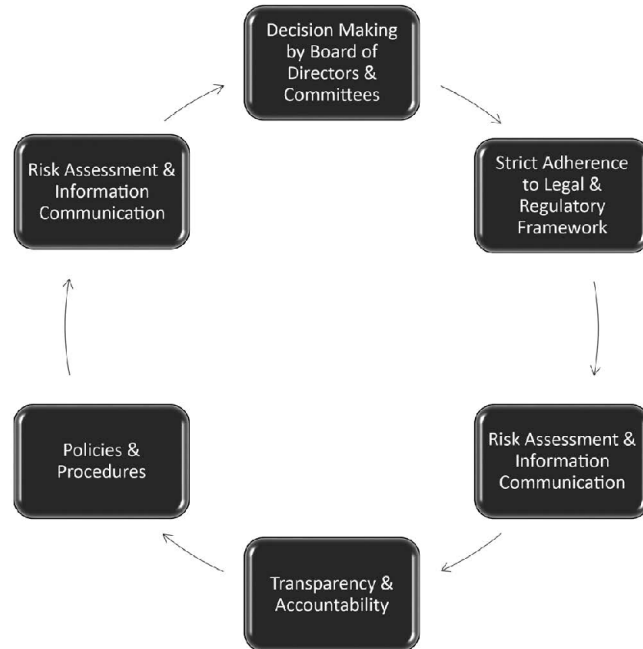 Decision Making
by Board of
Directors &
Committees
Strict Adherence
to Legal &
Regulatory
Framework
Risk Assessment &
Information
Communication
Transparency &
Accountability
Policies &
Procedures
Risk Assessment &
Information
Communication